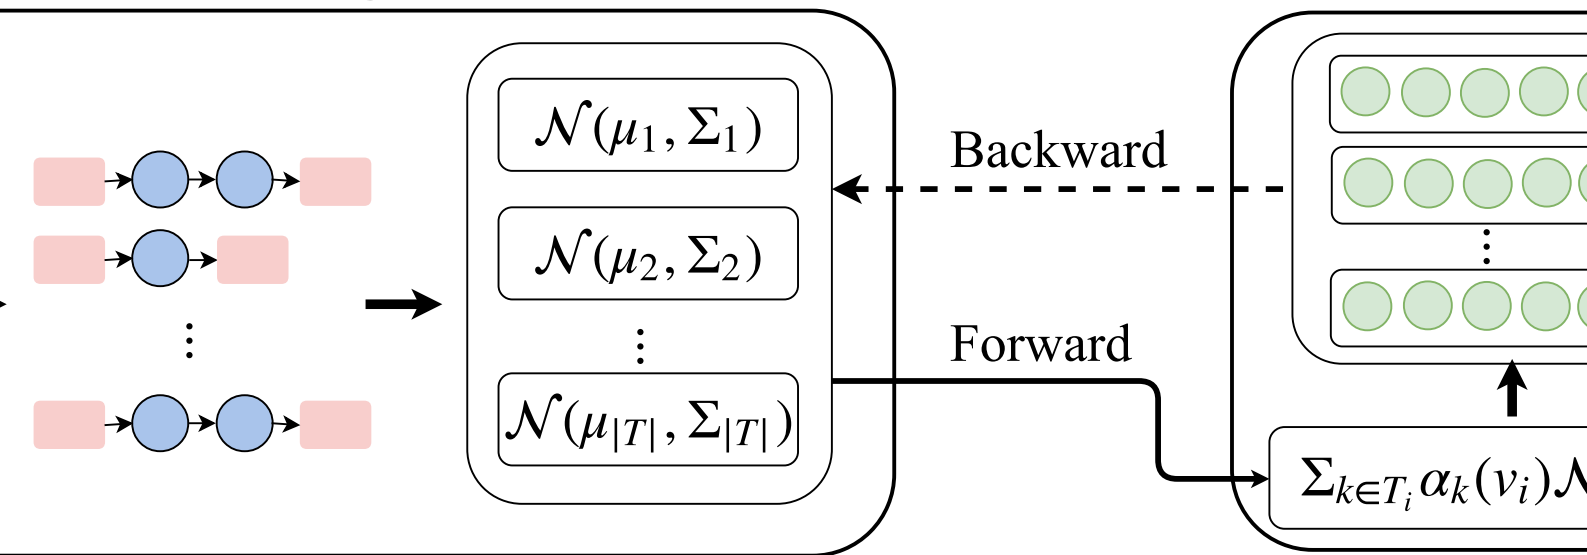 𝒩(μ₁, Σ₁)
𝒩(μ₂, Σ₂)
⋮
𝒩(μ_|T|, Σ_|T|)
Backward
Forward
Σ_{k∈T_i} α_k(v_i)𝒩